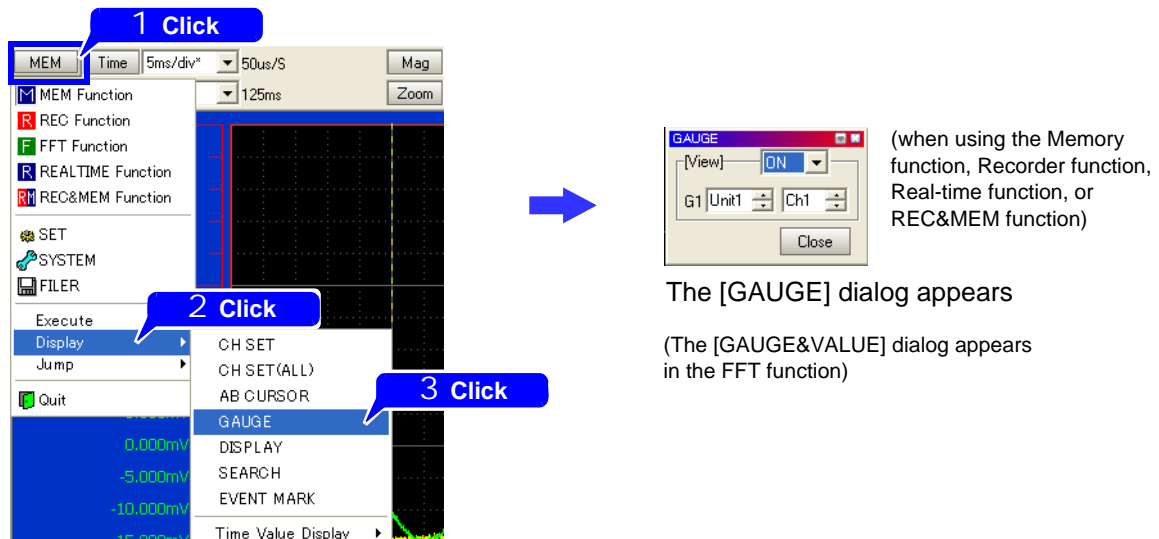 1 Click
MEM Time 5ms/div* 50us/S Mag
125ms Zoom
M MEM Function
R REC Function
F FFT Function
R REALTIME Function
RM REC&MEM Function
SET
SYSTEM
FILER
2 Click
Execute
Display
Jump
Quit
CH SET
CH SET(ALL)
AB CURSOR
3 Click
GAUGE
DISPLAY
SEARCH
EVENT MARK
Time Value Display
0.000mV
-5.000mV
-10.000mV
GAUGE
[View] ON
G1 Unit1 Ch1
Close
(when using the Memory
function, Recorder function,
Real-time function, or
REC&MEM function)
The [GAUGE] dialog appears
(The [GAUGE&VALUE] dialog appears
in the FFT function)